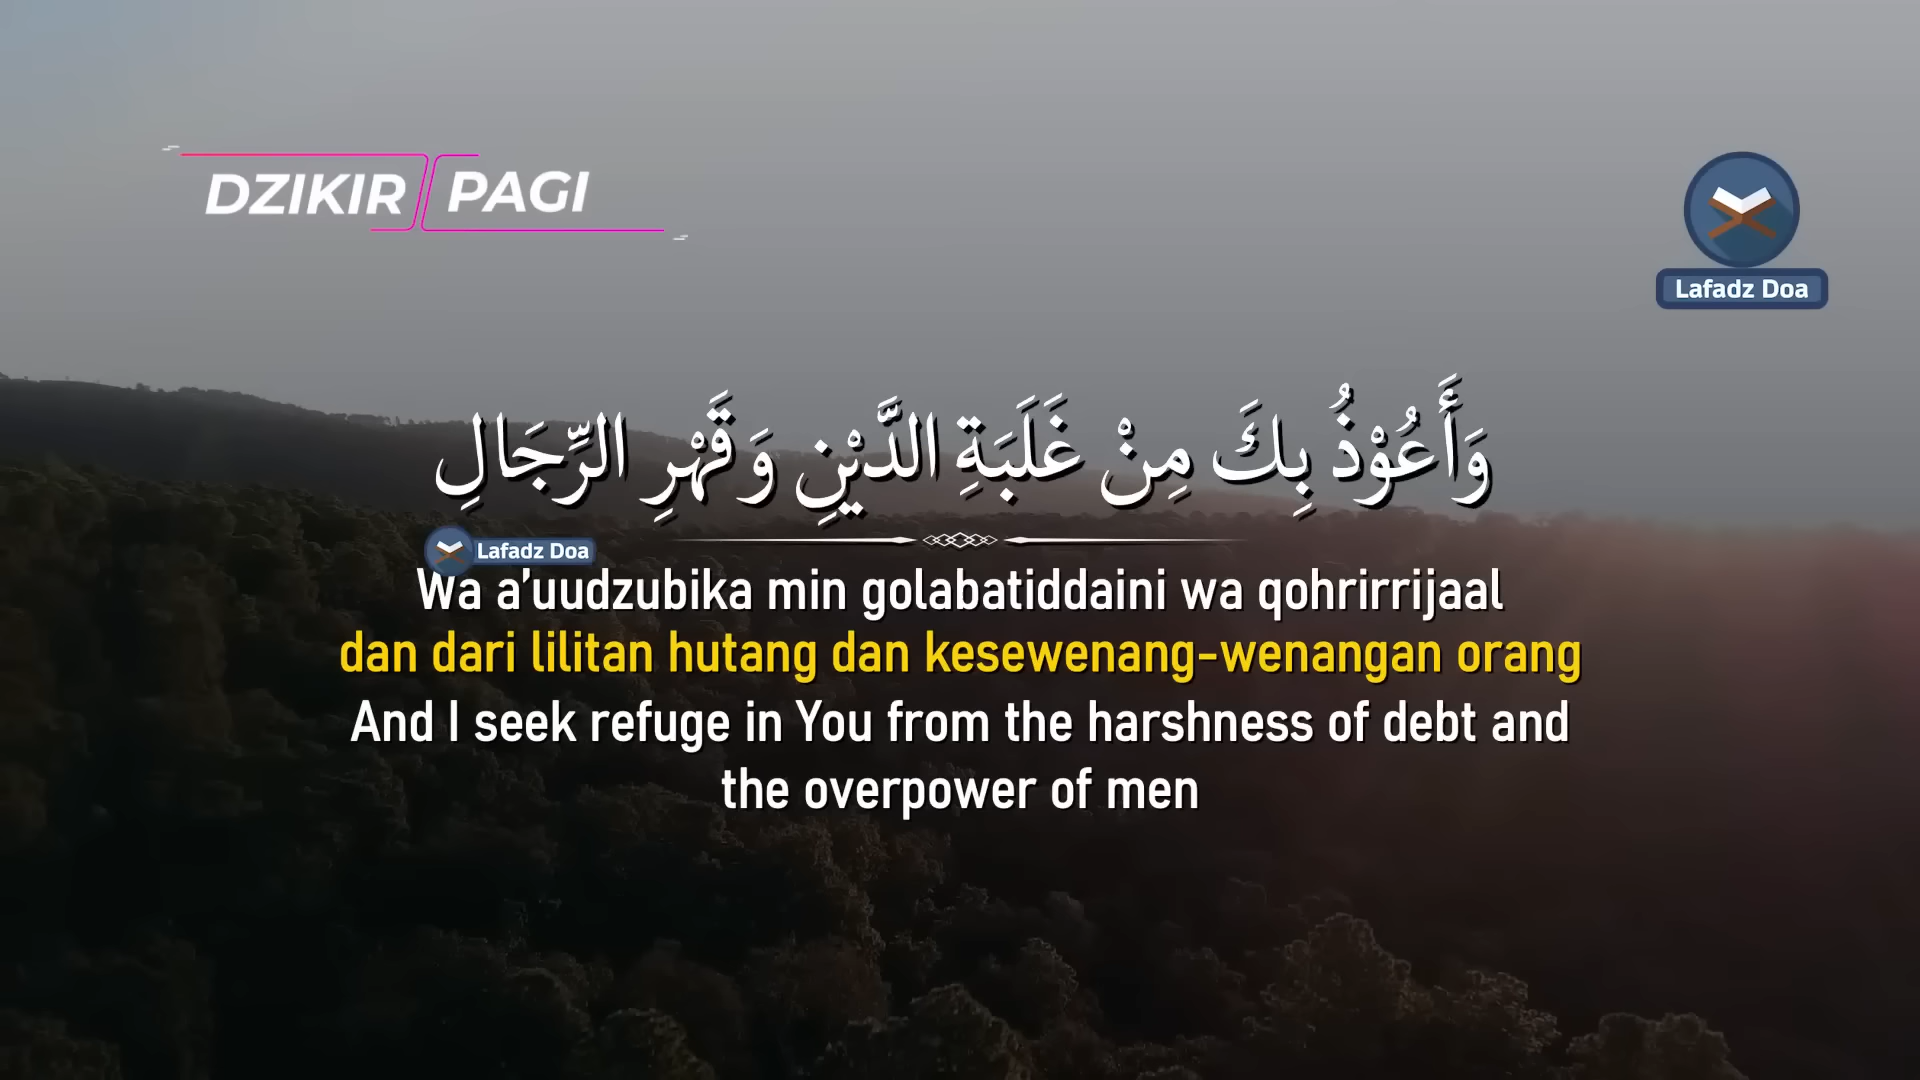 DZIKIR PAGI
Lafadz Doa
وَأَعُوْذُ بِكَ مِنْ غَلَبَةِ الدَّيْنِ وَقَهْرِ الرِّجَالِ
Lafadz Doa
Wa a’uudzubika min golabatiddaini wa qohrirrijaal
dan dari lilitan hutang dan kesewenang-wenangan orang
And I seek refuge in You from the harshness of debt and
the overpower of men